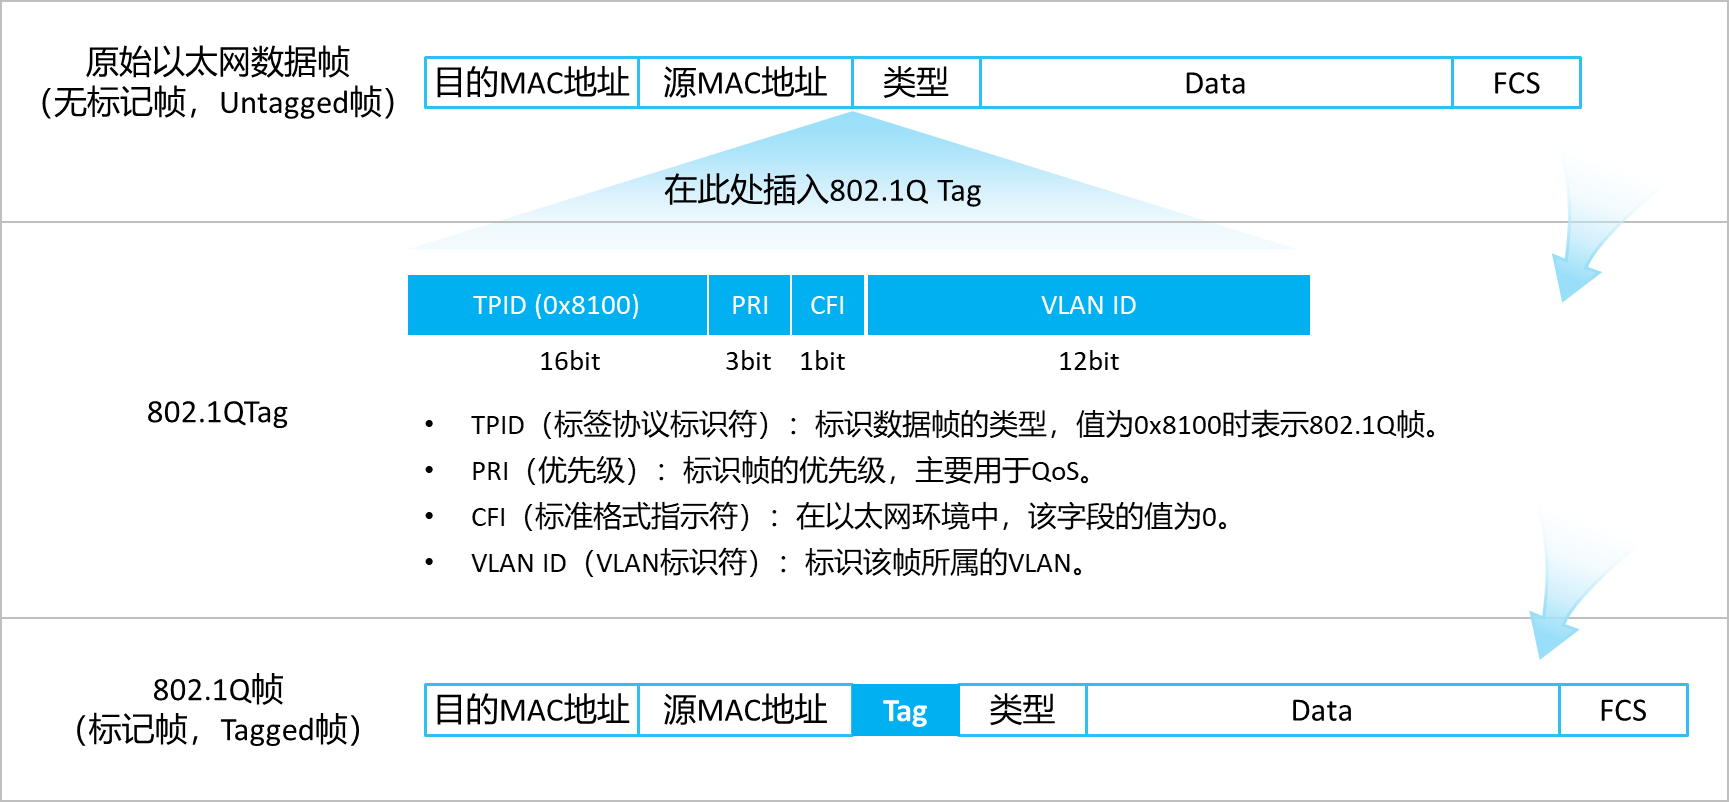 原始以太网数据帧
（无标记帧，Untagged帧）
目的MAC地址 源MAC地址 类型 Data FCS
在此处插入802.1Q Tag
TPID (0x8100) PRI CFI VLAN ID
16bit 3bit 1bit 12bit
802.1QTag
• TPID（标签协议标识符）：标识数据帧的类型，值为0x8100时表示802.1Q帧。
• PRI（优先级）：标识帧的优先级，主要用于QoS。
• CFI（标准格式指示符）：在以太网环境中，该字段的值为0。
• VLAN ID（VLAN标识符）：标识该帧所属的VLAN。
802.1Q帧
（标记帧，Tagged帧）
目的MAC地址 源MAC地址 Tag 类型 Data FCS